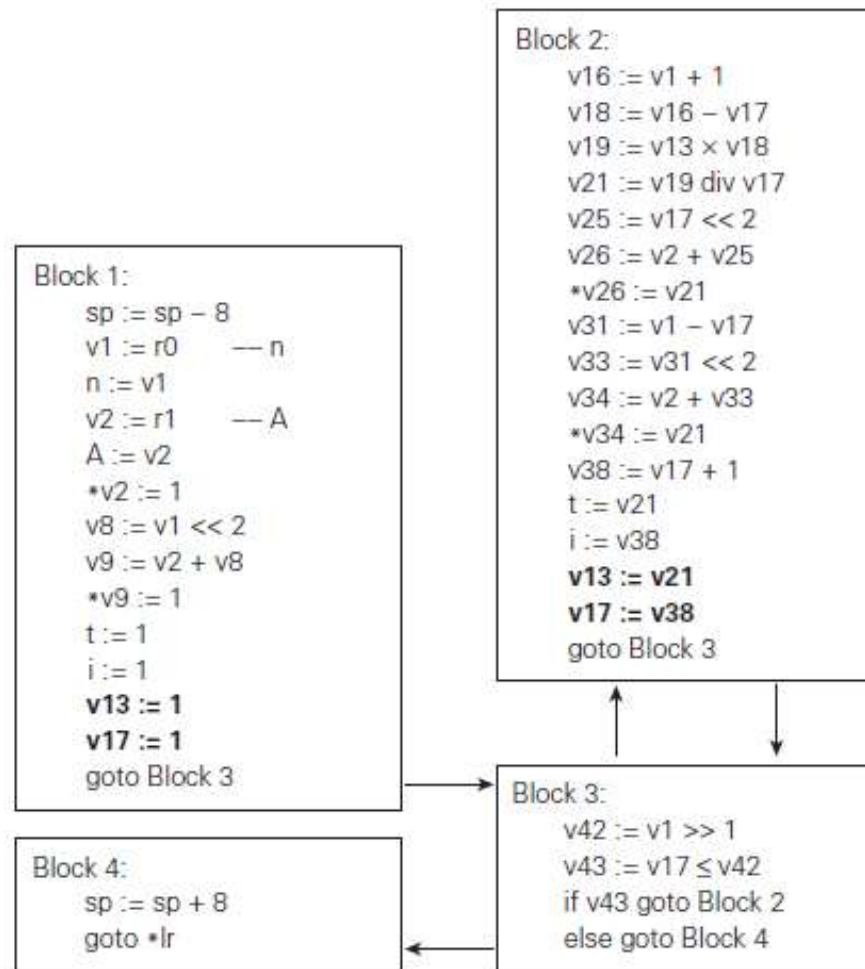 Block 1:
sp := sp – 8
v1 := r0 –– n
n := v1
v2 := r1 –– A
A := v2
*v2 := 1
v8 := v1 << 2
v9 := v2 + v8
*v9 := 1
t := 1
i := 1
v13 := 1
v17 := 1
goto Block 3
Block 2:
v16 := v1 + 1
v18 := v16 – v17
v19 := v13 × v18
v21 := v19 div v17
v25 := v17 << 2
v26 := v2 + v25
*v26 := v21
v31 := v1 – v17
v33 := v31 << 2
v34 := v2 + v33
*v34 := v21
v38 := v17 + 1
t := v21
i := v38
v13 := v21
v17 := v38
goto Block 3
Block 3:
v42 := v1 >> 1
v43 := v17 ≤ v42
if v43 goto Block 2
else goto Block 4
Block 4:
sp := sp + 8
goto *lr